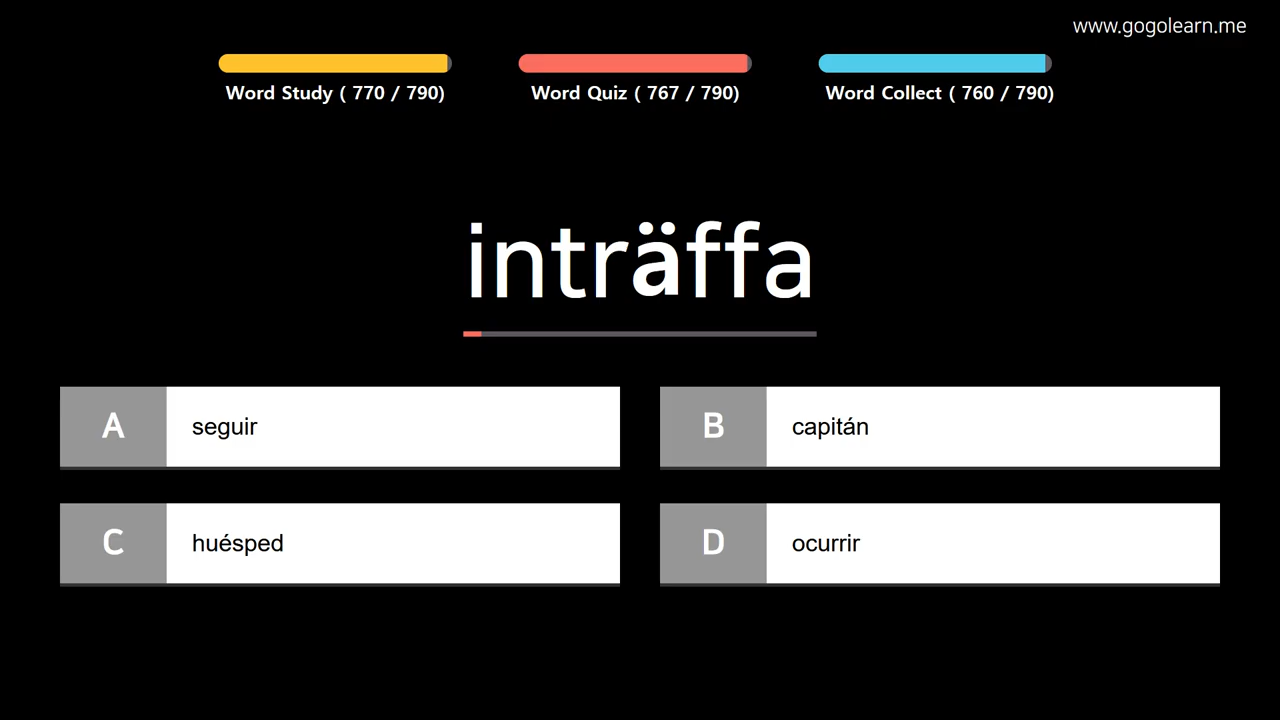 www.gogolearn.me
Word Study ( 770 / 790)
Word Quiz ( 767 / 790)
Word Collect ( 760 / 790)
inträffa
A seguir
B capitán
C huésped
D ocurrir